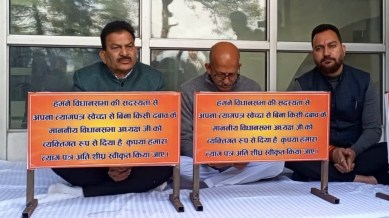 हमने विधानसभा की सदस्यता से
अपना त्यागपत्र स्वेच्छा से बिना किसी दबाव के
माननीय विधानसभा अध्यक्ष जी को
व्यक्तिगत रूप से दिया है कृपया हमारा
त्याग पत्र अति शीघ्र स्वीकृत किया जाए।
हमने विधानसभा की सदस्यता से
अपना त्यागपत्र स्वेच्छा से बिना किसी दबाव के
माननीय विधानसभा अध्यक्ष जी को
व्यक्तिगत रूप से दिया है कृपया हमारा
त्याग पत्र अति शीघ्र स्वीकृत किया जाए।